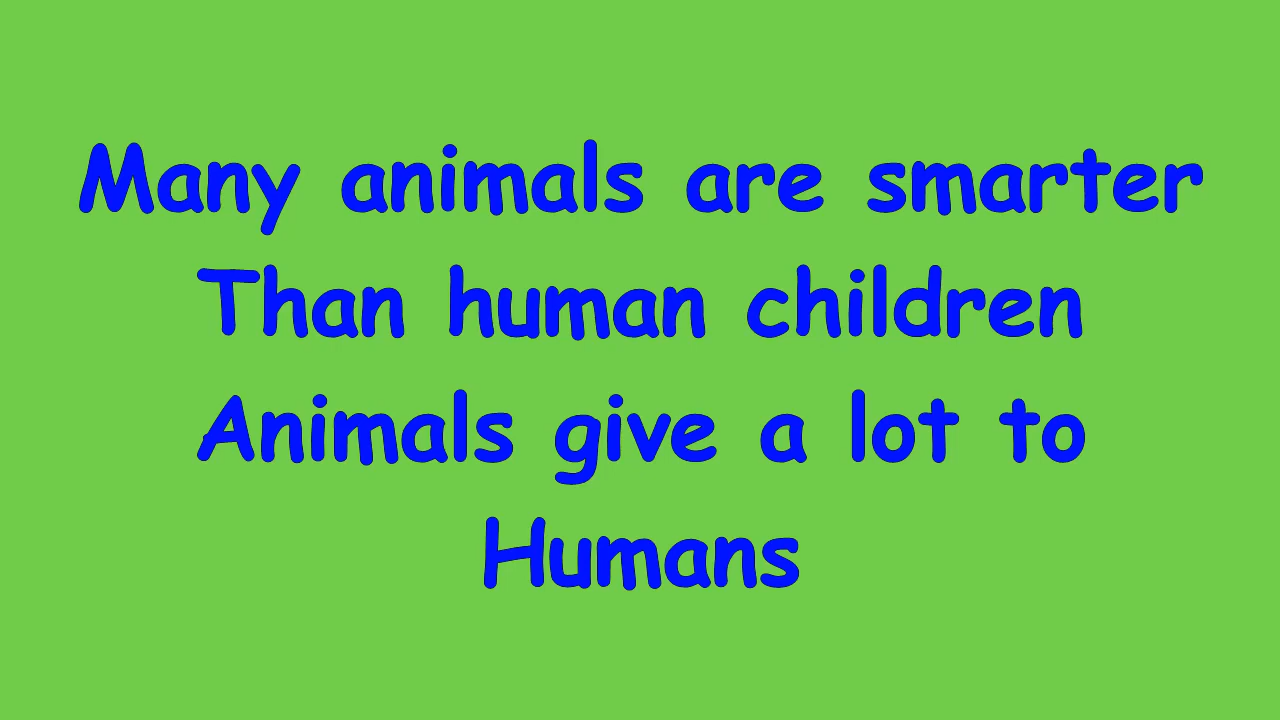 Many animals are smarter
Than human children
Animals give a lot to
Humans